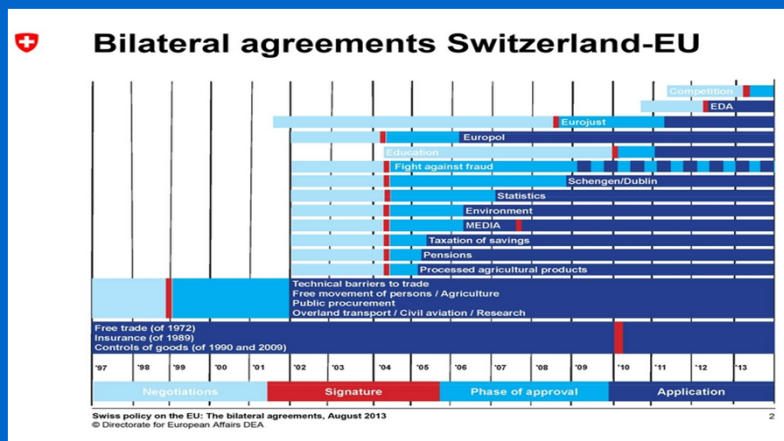 Bilateral agreements Switzerland-EU
Competition
EDA
Eurojust
Europol
Education
Fight against fraud
Schengen/Dublin
Statistics
Environment
MEDIA
Taxation of savings
Pensions
Processed agricultural products
Technical barriers to trade
Free movement of persons / Agriculture
Public procurement
Overland transport / Civil aviation / Research
Free trade (of 1972)
Insurance (of 1989)
Controls of goods (of 1990 and 2009)
'97 '98 '99 '00 '01 '02 '03 '04 '05 '06 '07 '08 '09 '10 '11 '12 '13
Negotiations Signature Phase of approval Application
Swiss policy on the EU: The bilateral agreements, August 2013 2
© Directorate for European Affairs DEA